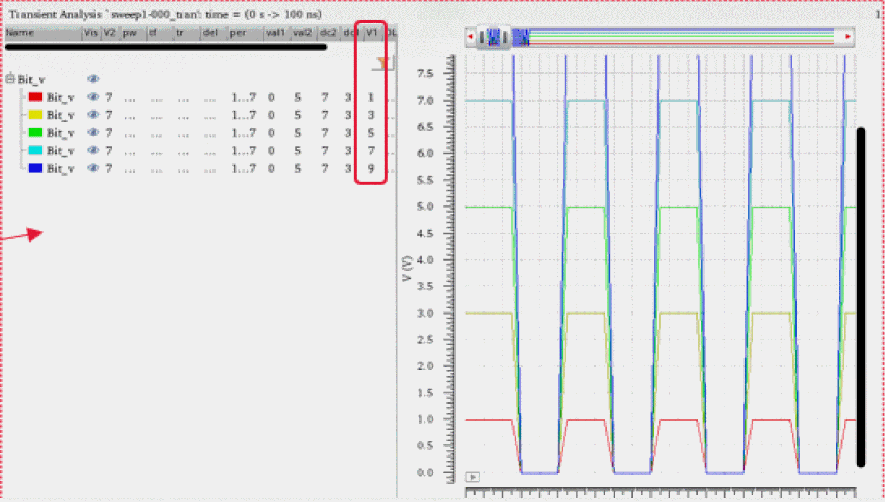 Transient Analysis `sweep1-000_tran': time = (0 s -> 100 ns)
1
Name Vis V2 pw tf tr del per val1 val2 dc2 dc1 V1 DL
Bit_v
Bit_v 7 ... ... ... ... 1...7 0 5 7 3 1
Bit_v 7 ... ... ... ... 1...7 0 5 7 3 3
Bit_v 7 ... ... ... ... 1...7 0 5 7 3 5
Bit_v 7 ... ... ... ... 1...7 0 5 7 3 7
Bit_v 7 ... ... ... ... 1...7 0 5 7 3 9
7.5
7.0
6.5
6.0
5.5
5.0
4.5
4.0
3.5
3.0
2.5
2.0
1.5
1.0
0.5
0.0
V (V)